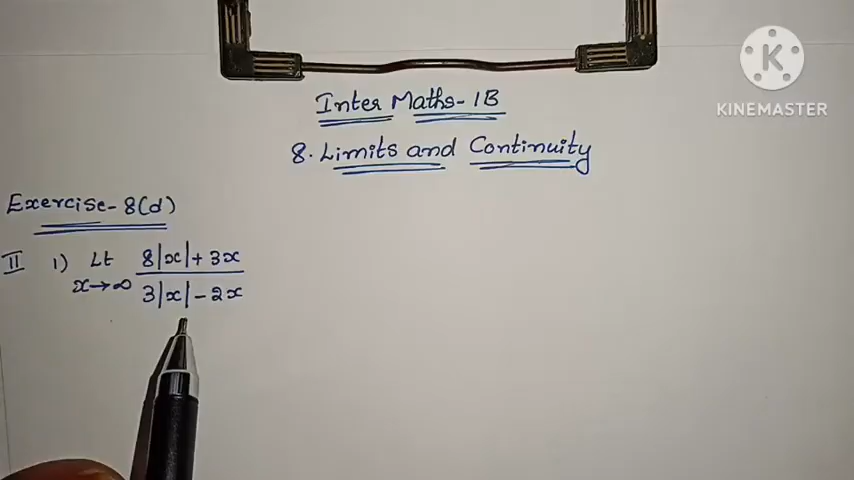 KINEMASTER
Inter Maths-1B
8. Limits and Continuity
Exercise-8(d)
II 1) Lt 8|x|+3x
x→∞ 3|x|-2x